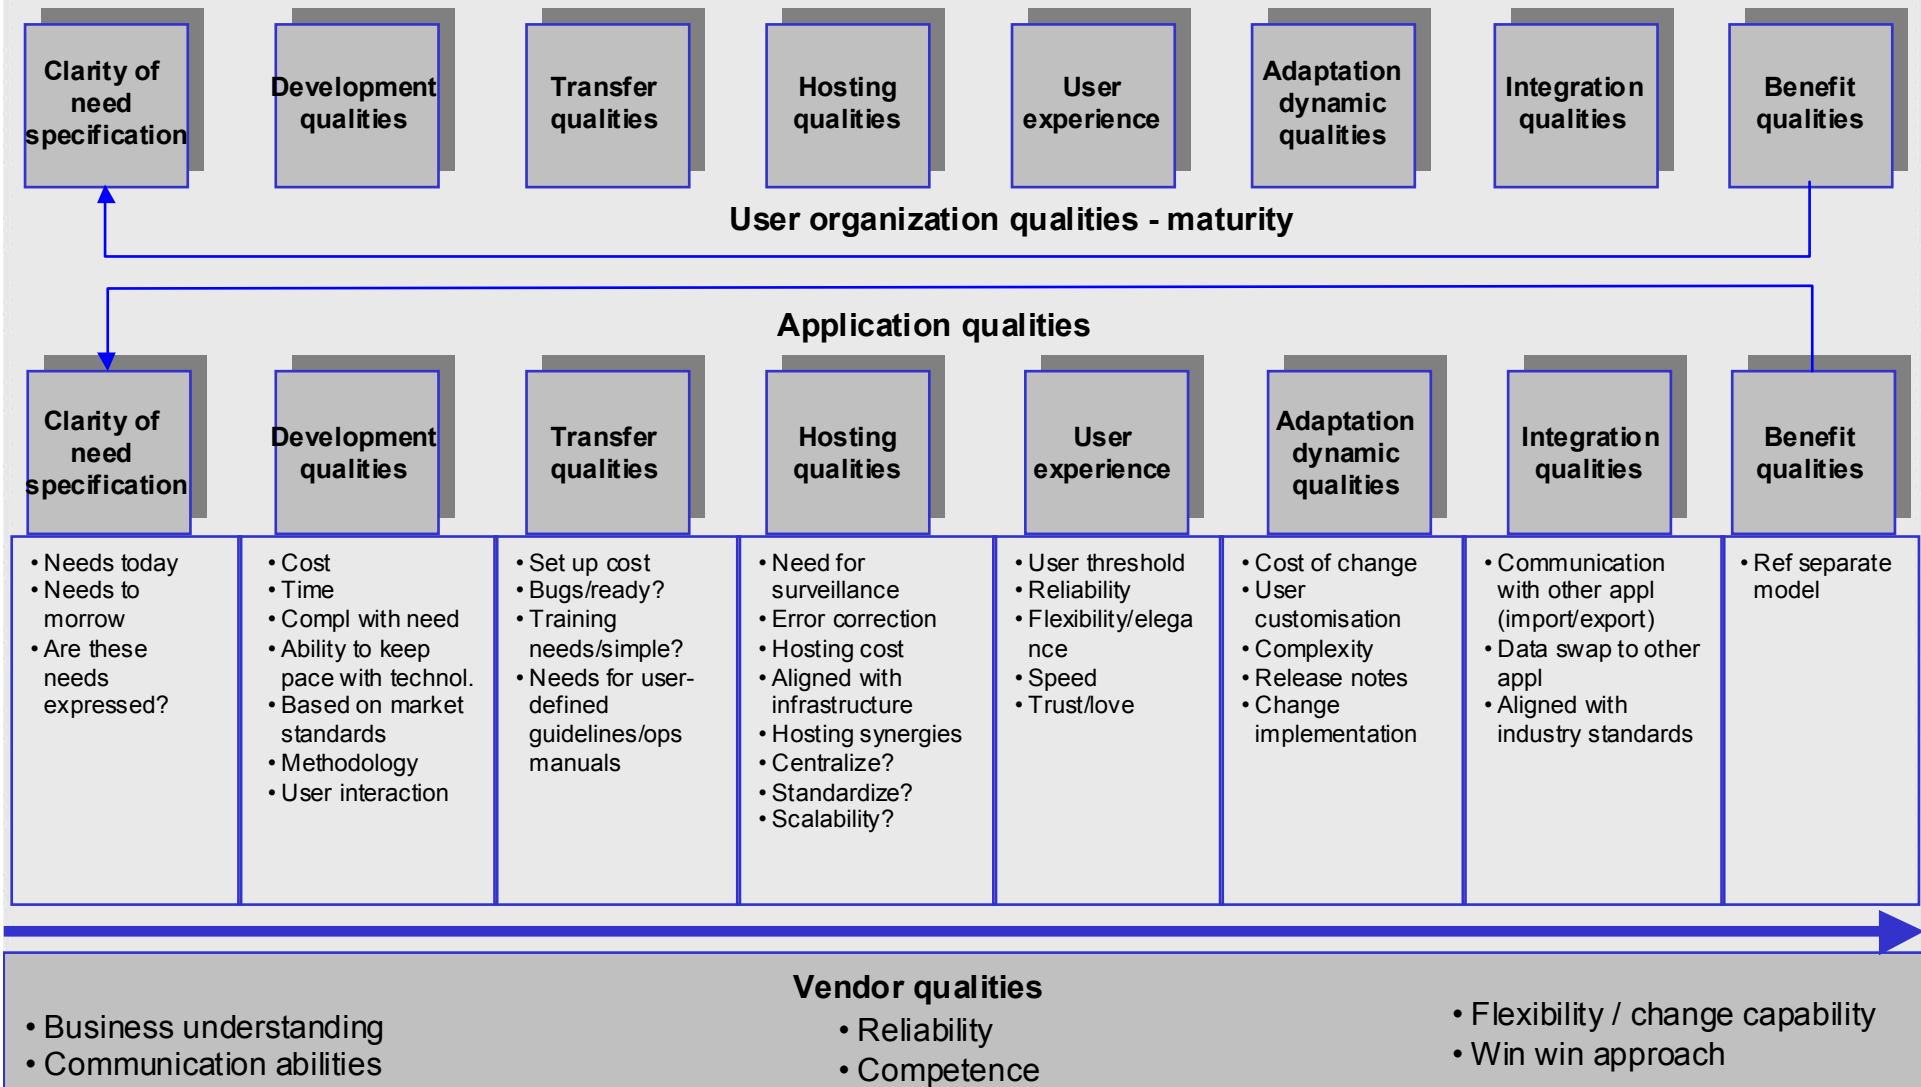 Clarity of
need
specification
Development
qualities
Transfer
qualities
Hosting
qualities
User
experience
Adaptation
dynamic
qualities
Integration
qualities
Benefit
qualities
User organization qualities - maturity
Application qualities
Clarity of
need
specification
Development
qualities
Transfer
qualities
Hosting
qualities
User
experience
Adaptation
dynamic
qualities
Integration
qualities
Benefit
qualities
• Needs today
• Needs to
morrow
• Are these
needs
expressed?
• Cost
• Time
• Compl with need
• Ability to keep
pace with technol.
• Based on market
standards
• Methodology
• User interaction
• Set up cost
• Bugs/ready?
• Training
needs/simple?
• Needs for user-
defined
guidelines/ops
manuals
• Need for
surveillance
• Error correction
• Hosting cost
• Aligned with
infrastructure
• Hosting synergies
• Centralize?
• Standardize?
• Scalability?
• User threshold
• Reliability
• Flexibility/elega
nce
• Speed
• Trust/love
• Cost of change
• User
customisation
• Complexity
• Release notes
• Change
implementation
• Communication
with other appl
(import/export)
• Data swap to other
appl
• Aligned with
industry standards
• Ref separate
model
Vendor qualities
• Business understanding
• Communication abilities
• Reliability
• Competence
• Flexibility / change capability
• Win win approach